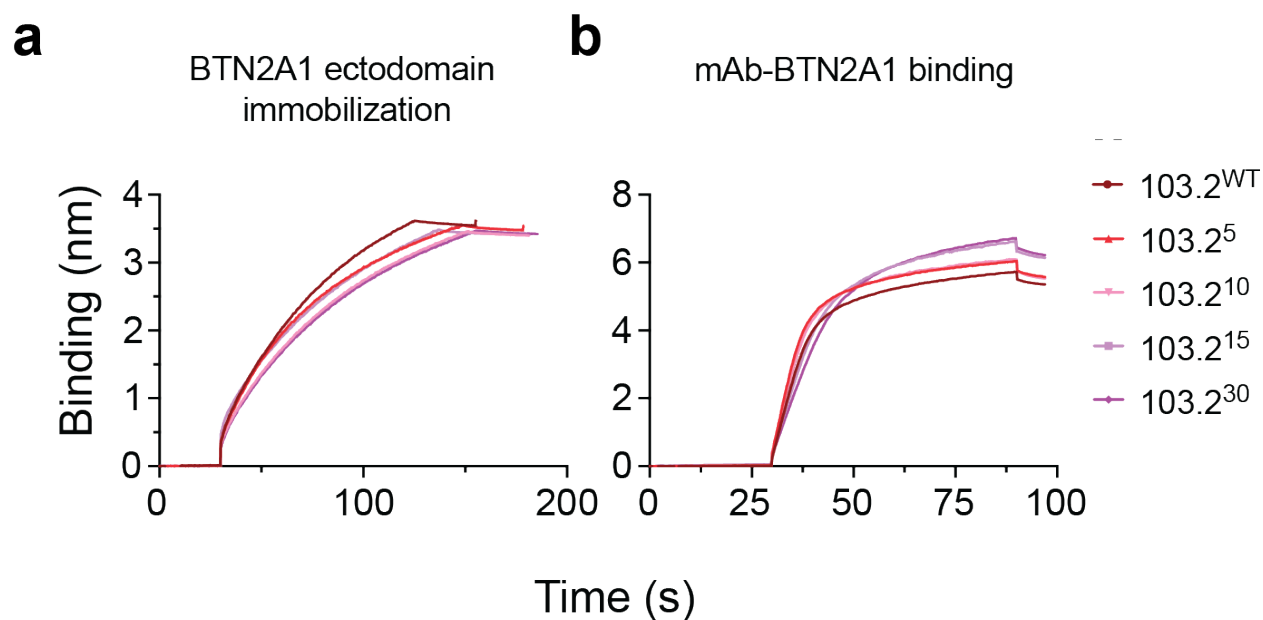 a
BTN2A1 ectodomain
immobilization
b
mAb-BTN2A1 binding
Binding (nm)
4
3
2
1
0
0
100
200
8
6
4
2
0
0
25
50
75
100
Time (s)
103.2WT
103.25
103.210
103.215
103.230